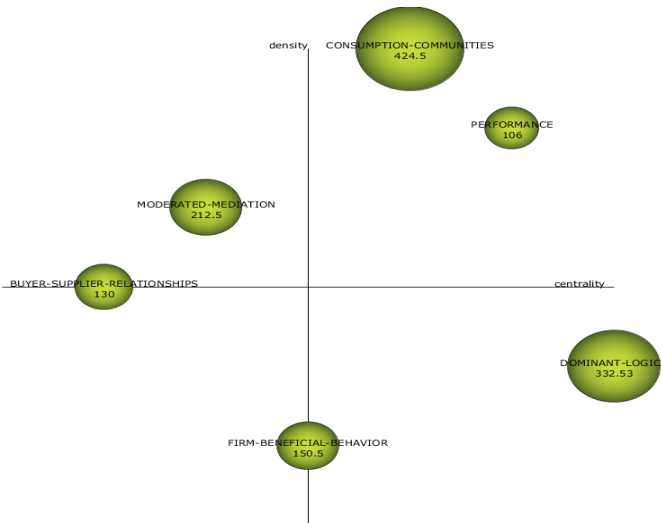 density
CONSUMPTION-COMMUNITIES
424.5
PERFORMANCE
106
MODERATED-MEDIATION
212.5
BUYER-SUPPLIER-RELATIONSHIPS
130
centrality
DOMINANT-LOGIC
332.53
FIRM-BENEFICIAL-BEHAVIOR
150.5